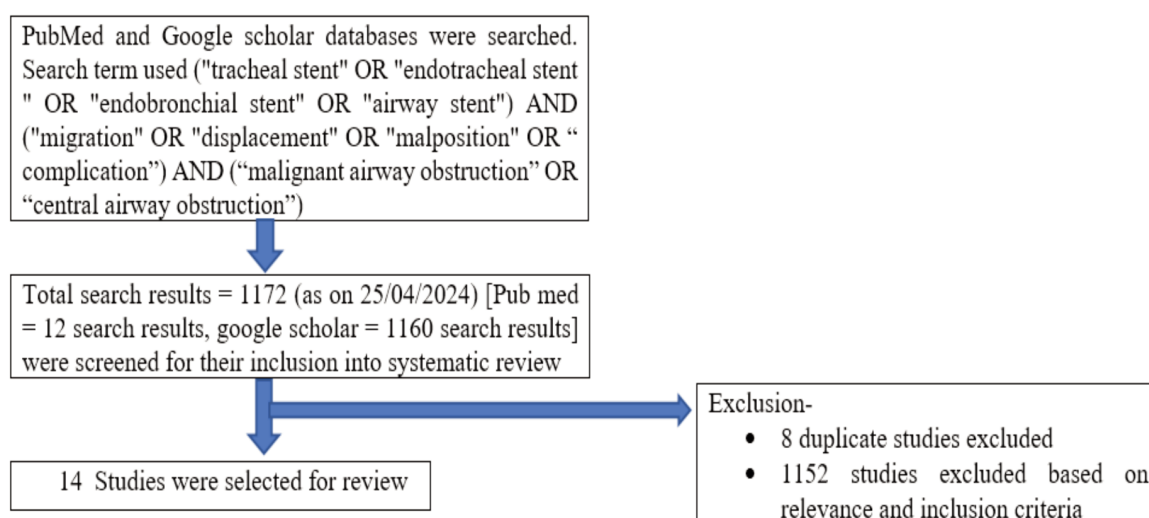 PubMed and Google scholar databases were searched.
Search term used ("tracheal stent" OR "endotracheal stent
" OR "endobronchial stent" OR "airway stent") AND
("migration" OR "displacement" OR "malposition" OR “
complication”) AND (“malignant airway obstruction” OR
“central airway obstruction”)
Total search results = 1172 (as on 25/04/2024) [Pub med
= 12 search results, google scholar = 1160 search results]
were screened for their inclusion into systematic review
Exclusion-
• 8 duplicate studies excluded
• 1152 studies excluded based on
relevance and inclusion criteria
14 Studies were selected for review